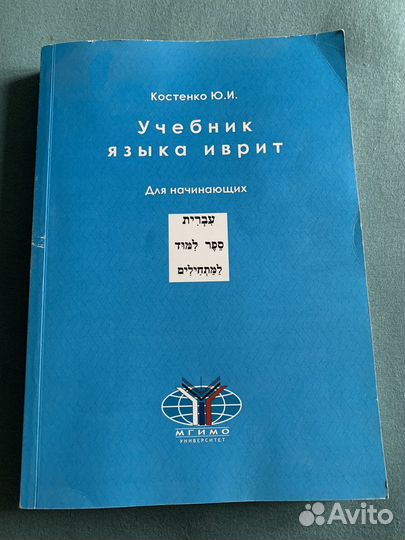 Костенко Ю.И.
Учебник
языка иврит
Для начинающих
עִבְרִית
סֵפֶר לִמּוּד
לַמַּתְחִילִים
МГИМО
УНИВЕРСИТЕТ
Avito